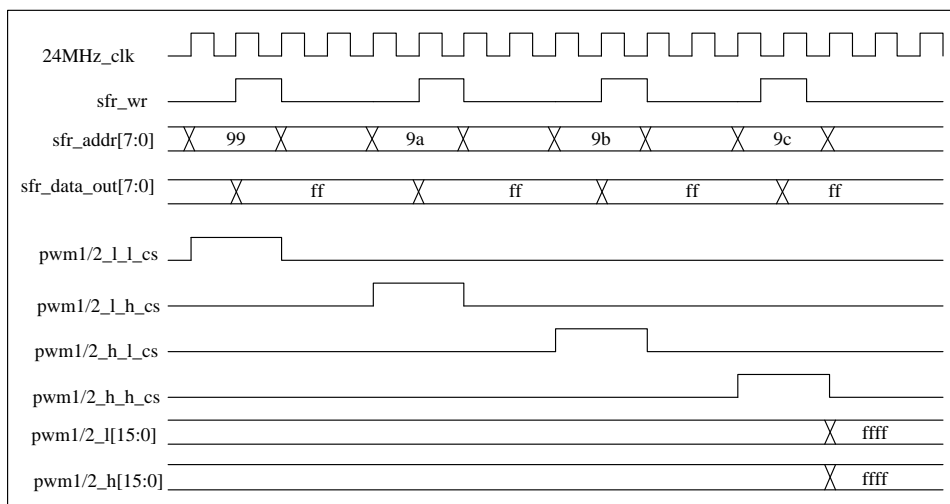 24MHz_clk
sfr_wr
sfr_addr[7:0] 99 9a 9b 9c
sfr_data_out[7:0] ff ff ff ff
pwm1/2_l_l_cs
pwm1/2_l_h_cs
pwm1/2_h_l_cs
pwm1/2_h_h_cs
pwm1/2_l[15:0] ffff
pwm1/2_h[15:0] ffff